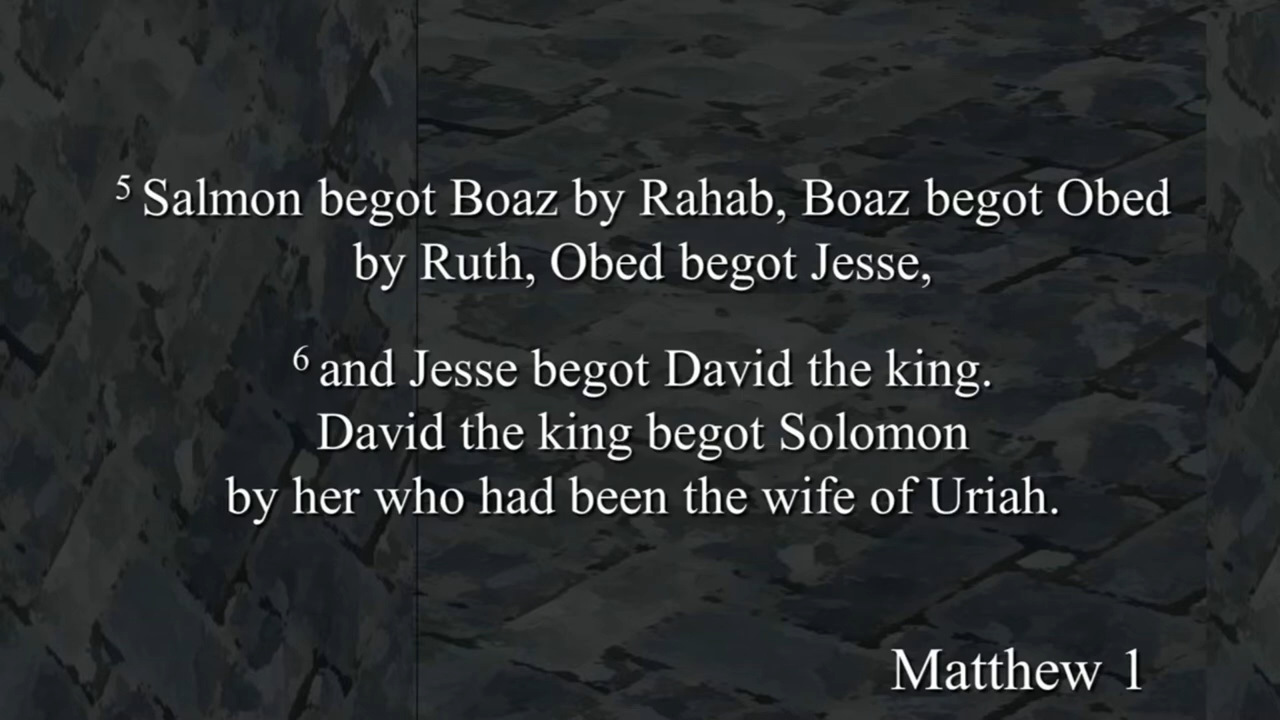 5 Salmon begot Boaz by Rahab, Boaz begot Obed
by Ruth, Obed begot Jesse,
6 and Jesse begot David the king.
David the king begot Solomon
by her who had been the wife of Uriah.
Matthew 1